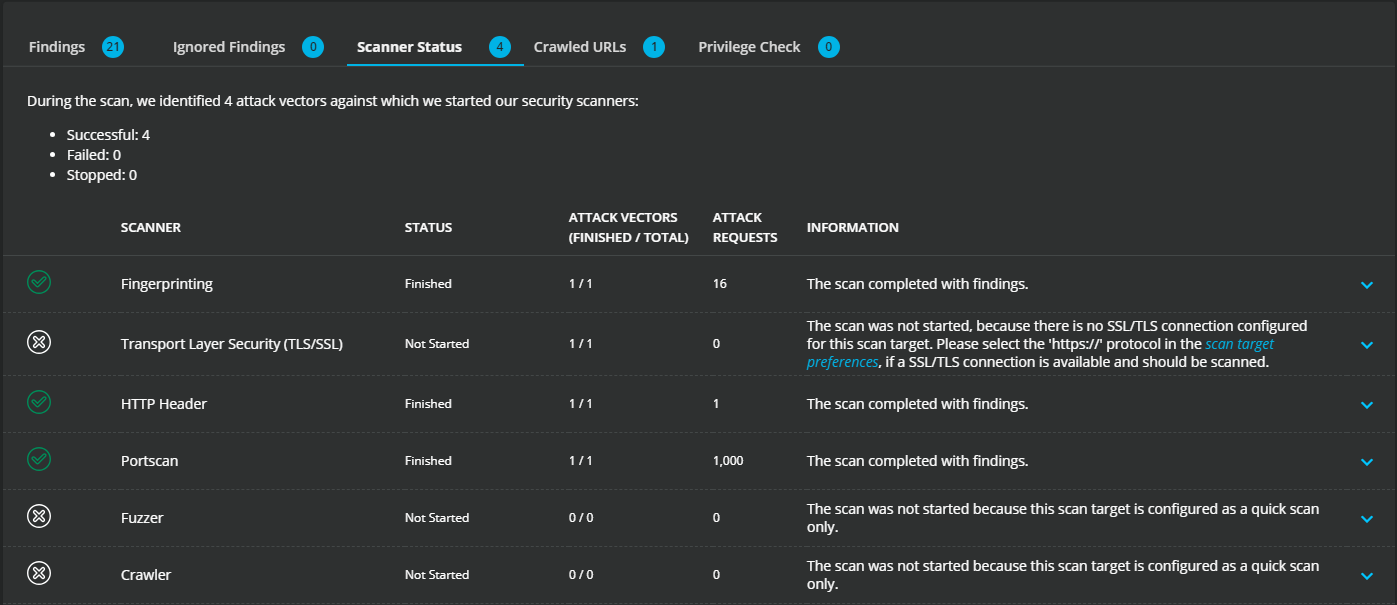 Findings 21 Ignored Findings 0 Scanner Status 4 Crawled URLs 1 Privilege Check 0
During the scan, we identified 4 attack vectors against which we started our security scanners:
• Successful: 4
• Failed: 0
• Stopped: 0
SCANNER STATUS ATTACK VECTORS (FINISHED / TOTAL) ATTACK REQUESTS INFORMATION
Fingerprinting Finished 1 / 1 16 The scan completed with findings.
Transport Layer Security (TLS/SSL) Not Started 1 / 1 0 The scan was not started, because there is no SSL/TLS connection configured
for this scan target. Please select the 'https://' protocol in the scan target
preferences, if a SSL/TLS connection is available and should be scanned.
HTTP Header Finished 1 / 1 1 The scan completed with findings.
Portscan Finished 1 / 1 1,000 The scan completed with findings.
Fuzzer Not Started 0 / 0 0 The scan was not started because this scan target is configured as a quick scan
only.
Crawler Not Started 0 / 0 0 The scan was not started because this scan target is configured as a quick scan
only.